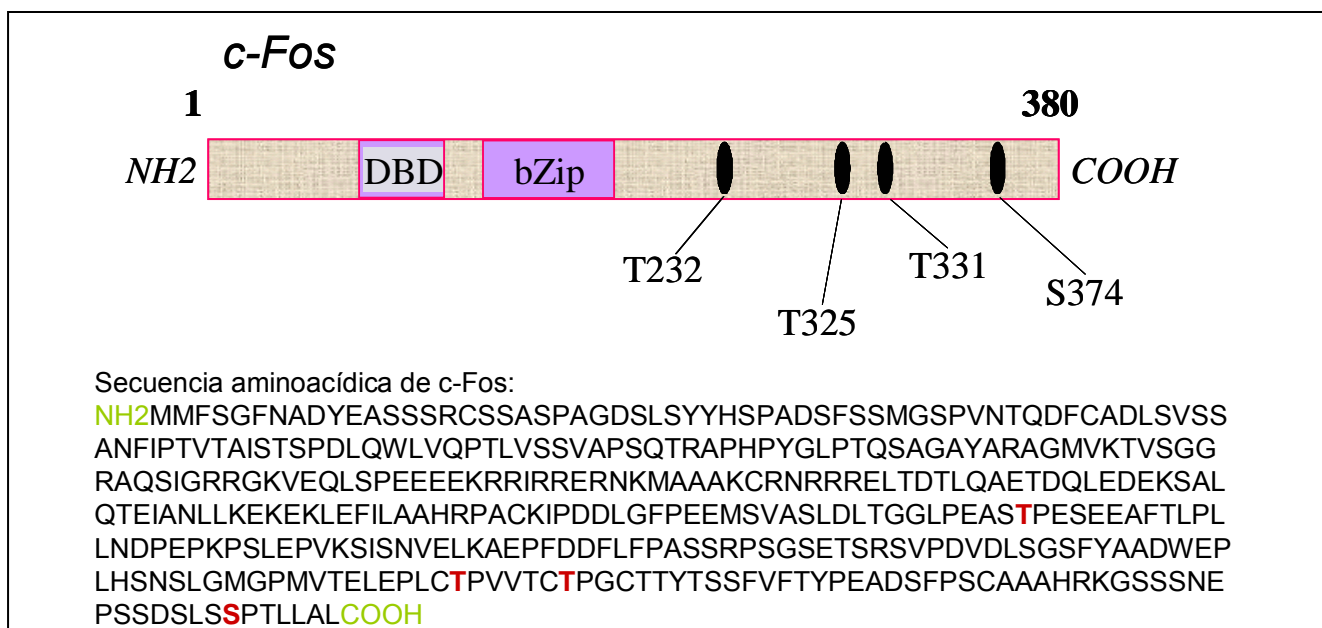 c-Fos
1 380
NH2 DBD bZip COOH
T232 T331 S374
T325
Secuencia aminoacídica de c-Fos:
NH2MMFSGFNADYEASSSRCSSASPAGDSLSYYHSPADSFSSMGSPVNTQDFCADLSVSS
ANFIPTVTAISTSPDLQWLVQPTLVSSVAPSQTRAPHPYGLPTQSAGAYARAGMVKTVSGG
RAQSIGRRGKVEQLSPEEEEKRRIRRERNKMAAAKCRNRRRELTDTLQAETDQLEDEKSAL
QTEIANLLKEKEKLEFILAAHRPACKIPDDLGFPEEMSVASLDLTGGLPEASTPESEEAFTLPL
LNDPEPKPSLEPVKSISNVELKAEPFDDFLFPASSRPSGSETSRSVPDVDLSGSFYAADWEP
LHSNSLGMGPMVTELEPLCTPVVTCTPGCTTYTSSFVFTYPEADSFPSCAAAHRKGSSSNE
PSSDSLSSPTLLALCOOH